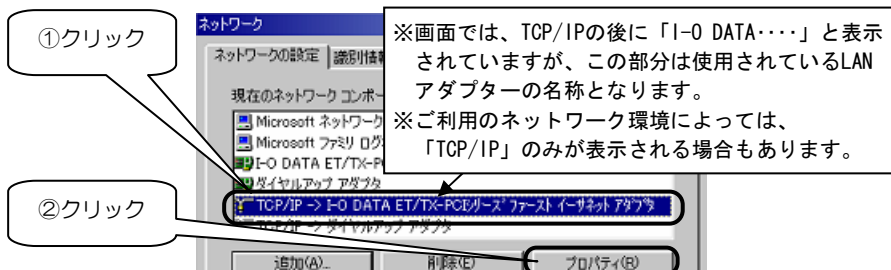 ネットワーク
①クリック
※画面では、TCP/IPの後に「I-O DATA････」と表示
されていますが、この部分は使用されているLAN
アダプターの名称となります。
※ご利用のネットワーク環境によっては、
「TCP/IP」のみが表示される場合もあります。
ネットワークの設定 識別情
現在のネットワーク コンポー
Microsoft ネットワーク
Microsoft ファミリ ログ
I-O DATA ET/TX-P
ダイヤルアップ アダプタ
TCP/IP -> I-O DATA ET/TX-PCIシリーズ ファースト イーサネット アダプタ
TCP/IP -> ダイヤルアップ アダプタ
②クリック
追加(A)... 削除(E) プロパティ(R)